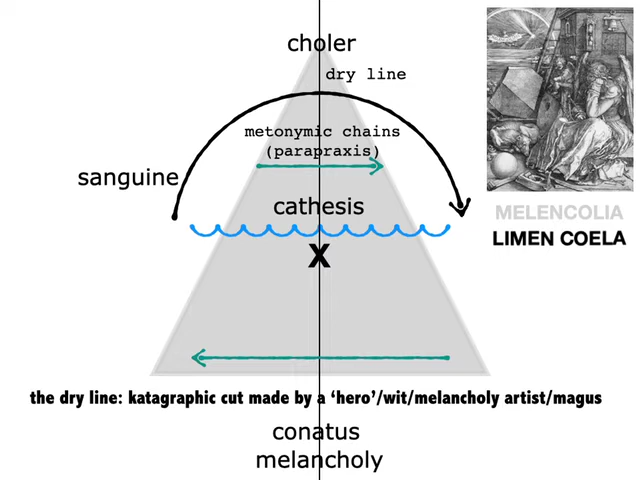 choler
dry line
metonymic chains
(parapraxis)
sanguine
cathesis
X
MELENCOLIA
LIMEN COELA
the dry line: katagraphic cut made by a ‘hero’/wit/melancholy artist/magus
conatus
melancholy